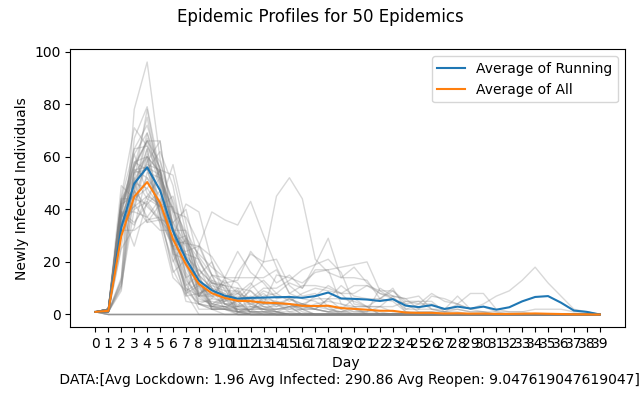 Epidemic Profiles for 50 Epidemics
100
80
60
40
20
0
Newly Infected Individuals
Average of Running
Average of All
0 1 2 3 4 5 6 7 8 9 10 11 12 13 14 15 16 17 18 19 20 21 22 23 24 25 26 27 28 29 30 31 32 33 34 35 36 37 38 39
Day
DATA:[Avg Lockdown: 1.96 Avg Infected: 290.86 Avg Reopen: 9.047619047619047]